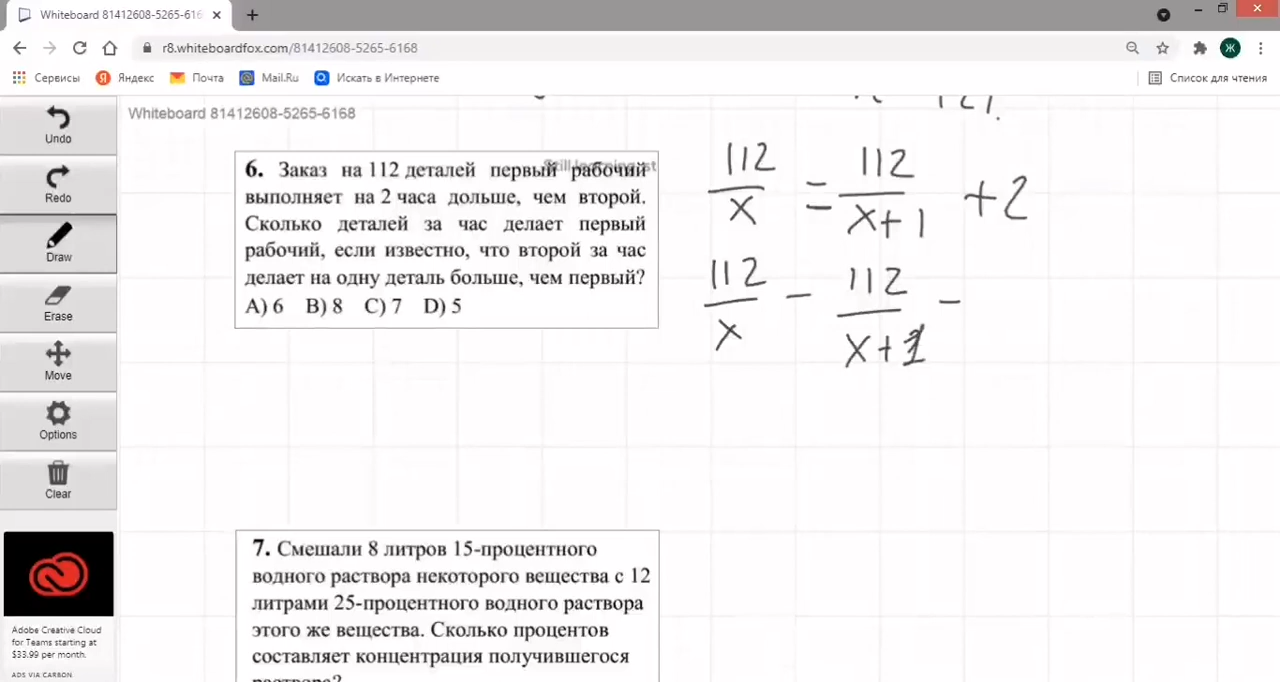 Whiteboard 81412608-5265-616
r8.whiteboardfox.com/81412608-5265-6168
Сервисы Яндекс Почта Mail.Ru Искать в Интернете Список для чтения
Ж
Whiteboard 81412608-5265-6168
Undo
Redo
Draw
Erase
Move
Options
Clear
Adobe Creative Cloud
for Teams starting at
$33.99 per month.
ADS VIA CARBON
6. Заказ на 112 деталей первый рабочий
выполняет на 2 часа дольше, чем второй.
Сколько деталей за час делает первый
рабочий, если известно, что второй за час
делает на одну деталь больше, чем первый?
A) 6 B) 8 C) 7 D) 5
112/x = 112/x+1 +2
112/x - 112/x+1 -
7. Смешали 8 литров 15-процентного
водного раствора некоторого вещества с 12
литрами 25-процентного водного раствора
этого же вещества. Сколько процентов
составляет концентрация получившегося
раствора?